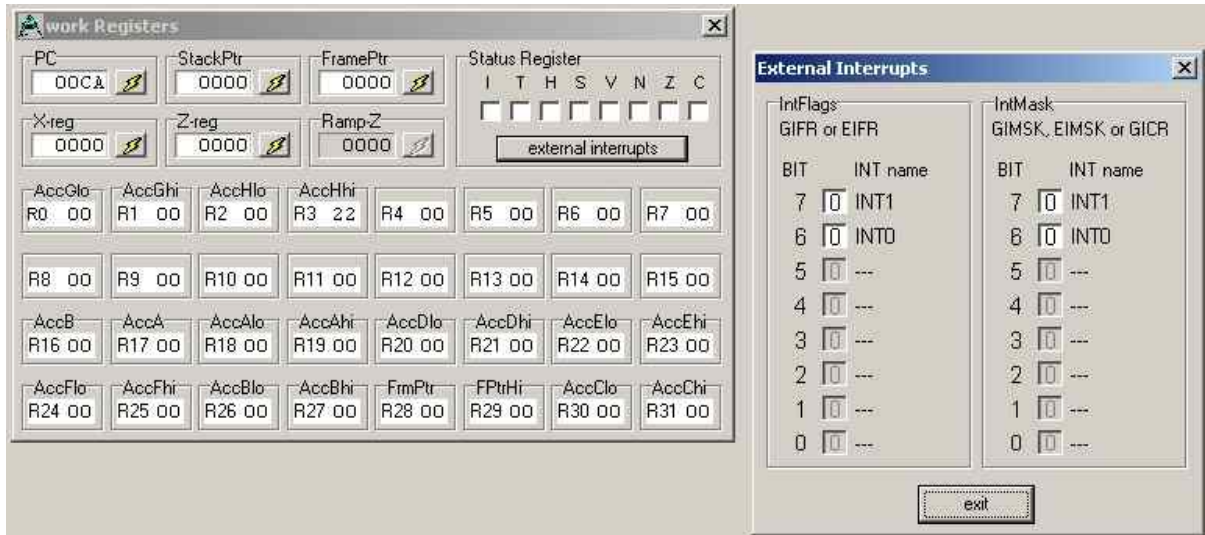 work Registers
PC StackPtr FramePtr Status Register
00CA 0000 0000 I T H S V N Z C
X-reg Z-reg Ramp-Z
0000 0000 0000 external interrupts
AccGlo AccGhi AccHlo AccHhi
R0 00 R1 00 R2 00 R3 22 R4 00 R5 00 R6 00 R7 00
R8 00 R9 00 R10 00 R11 00 R12 00 R13 00 R14 00 R15 00
AccB AccA AccAlo AccAhi AccDlo AccDhi AccElo AccEhi
R16 00 R17 00 R18 00 R19 00 R20 00 R21 00 R22 00 R23 00
AccFlo AccFhi AccBlo AccBhi FrmPtr FPtrHi AccClo AccChi
R24 00 R25 00 R26 00 R27 00 R28 00 R29 00 R30 00 R31 00
External Interrupts
IntFlags
GIFR or EIFR
BIT INT name
7 0 INT1
6 0 INT0
5 0 ---
4 0 ---
3 0 ---
2 0 ---
1 0 ---
0 0 ---
IntMask
GIMSK, EIMSK or GICR
BIT INT name
7 0 INT1
6 0 INT0
5 0 ---
4 0 ---
3 0 ---
2 0 ---
1 0 ---
0 0 ---
exit